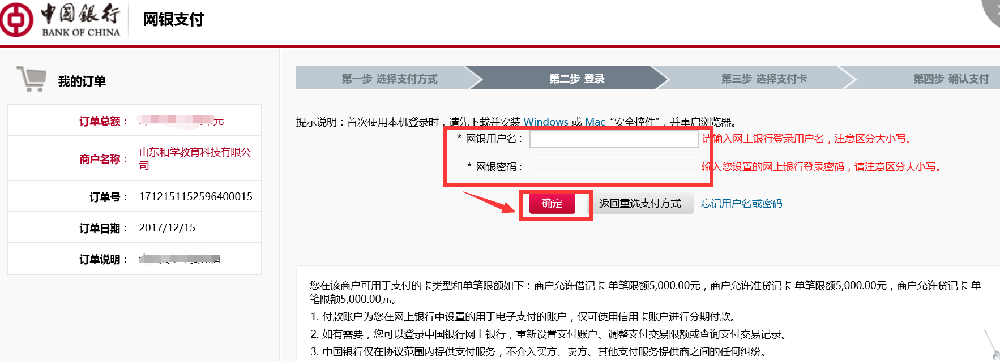 中國銀行
BANK OF CHINA
网银支付
我的订单
订单总额：
元
商户名称：
山东和学教育科技有限公
司
订单号：
1712151152596400015
订单日期：
2017/12/15
订单说明：
第一步 选择支付方式
第二步 登录
第三步 选择支付卡
第四步 确认支付
提示说明：首次使用本机登录时，请先下载并安装 Windows 或 Mac “安全控件”，并重启浏览器。
* 网银用户名：
请输入网上银行登录用户名，注意区分大小写。
* 网银密码：
输入您设置的网上银行登录密码，请注意区分大小写。
确定
返回重选支付方式
忘记用户名或密码
您在该商户可用于支付的卡类型和单笔限额如下：商户允许借记卡 单笔限额5,000.00元，商户允许准贷记卡 单笔限额5,000.00元，商户允许贷记卡 单
笔限额5,000.00元。
1. 付款账户为您在网上银行中设置的用于电子支付的账户，仅可使用信用卡账户进行分期付款。
2. 如有需要，您可以登录中国银行网上银行，重新设置支付账户、调整支付交易限额或查询支付交易记录。
3. 中国银行仅在协议范围内提供支付服务，不介入买方、卖方、其他支付服务提供商之间的任何纠纷。